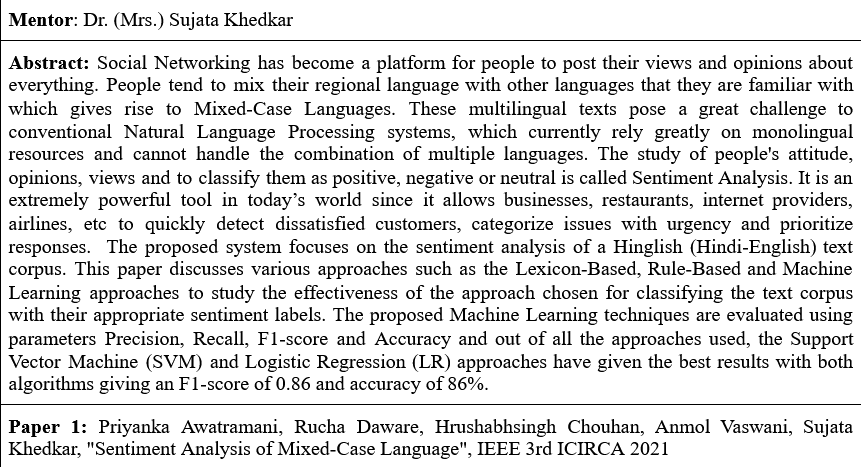 Mentor: Dr. (Mrs.) Sujata Khedkar
Abstract: Social Networking has become a platform for people to post their views and opinions about
everything. People tend to mix their regional language with other languages that they are familiar with
which gives rise to Mixed-Case Languages. These multilingual texts pose a great challenge to
conventional Natural Language Processing systems, which currently rely greatly on monolingual
resources and cannot handle the combination of multiple languages. The study of people's attitude,
opinions, views and to classify them as positive, negative or neutral is called Sentiment Analysis. It is an
extremely powerful tool in today’s world since it allows businesses, restaurants, internet providers,
airlines, etc to quickly detect dissatisfied customers, categorize issues with urgency and prioritize
responses. The proposed system focuses on the sentiment analysis of a Hinglish (Hindi-English) text
corpus. This paper discusses various approaches such as the Lexicon-Based, Rule-Based and Machine
Learning approaches to study the effectiveness of the approach chosen for classifying the text corpus
with their appropriate sentiment labels. The proposed Machine Learning techniques are evaluated using
parameters Precision, Recall, F1-score and Accuracy and out of all the approaches used, the Support
Vector Machine (SVM) and Logistic Regression (LR) approaches have given the best results with both
algorithms giving an F1-score of 0.86 and accuracy of 86%.
Paper 1: Priyanka Awatramani, Rucha Daware, Hrushabhsingh Chouhan, Anmol Vaswani, Sujata
Khedkar, "Sentiment Analysis of Mixed-Case Language", IEEE 3rd ICIRCA 2021